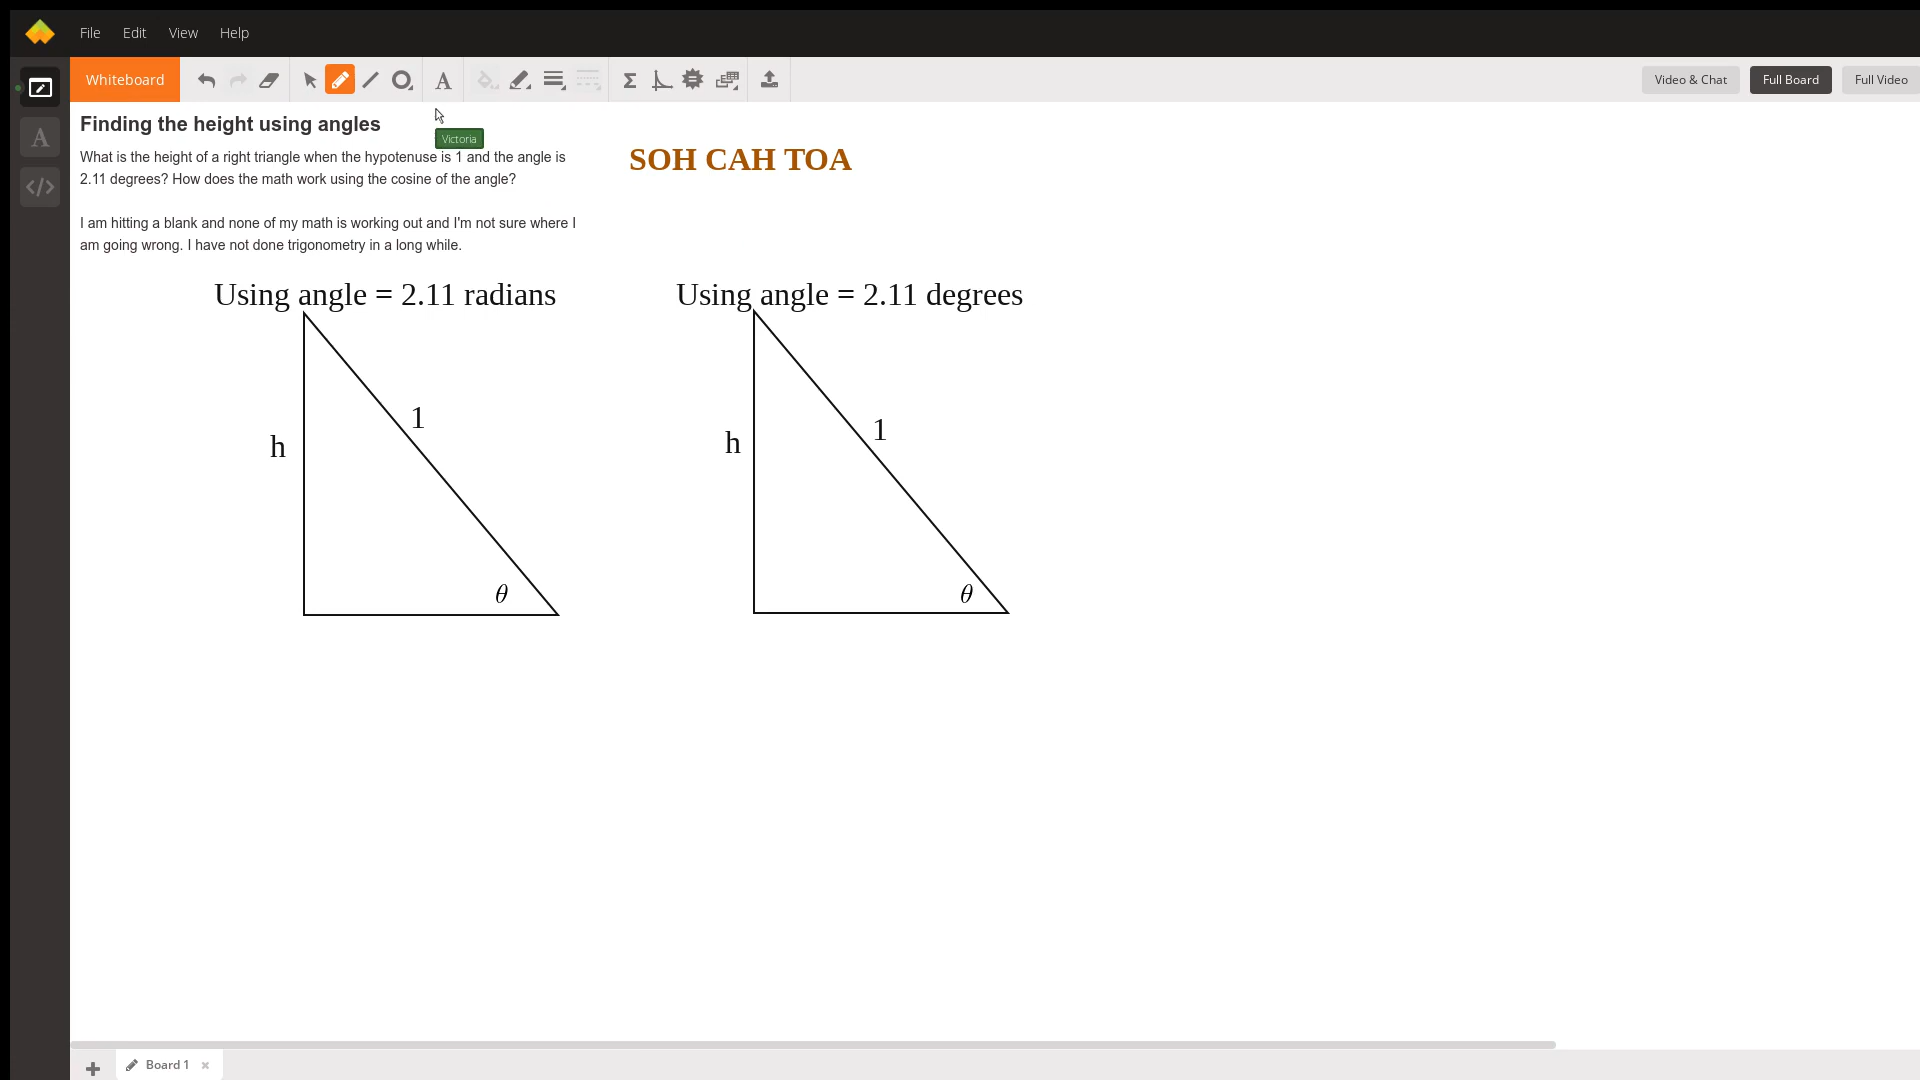 File Edit View Help
Whiteboard
A
Σ
Video & Chat Full Board Full Video
A
</>
Finding the height using angles
Victoria
What is the height of a right triangle when the hypotenuse is 1 and the angle is
2.11 degrees? How does the math work using the cosine of the angle?
I am hitting a blank and none of my math is working out and I'm not sure where I
am going wrong. I have not done trigonometry in a long while.
SOH CAH TOA
Using angle = 2.11 radians
1
h
θ
Using angle = 2.11 degrees
1
h
θ
Board 1